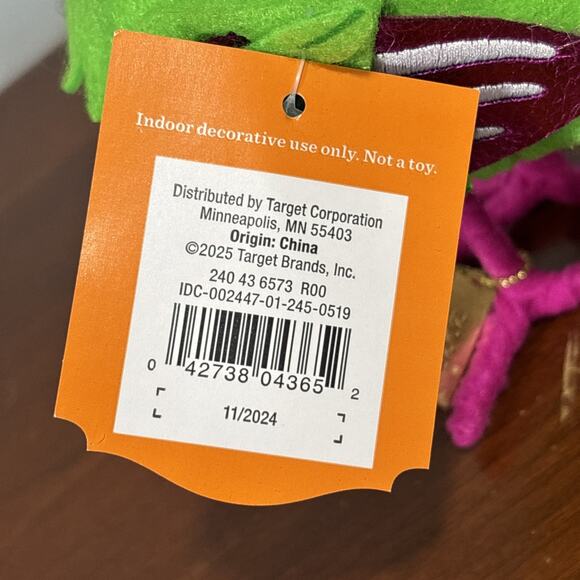 Indoor decorative use only. Not a toy.
Distributed by Target Corporation
Minneapolis, MN 55403
Origin: China
©2025 Target Brands, Inc.
240 43 6573 R00
IDC-002447-01-245-0519
0 42738 04365 2
11/2024